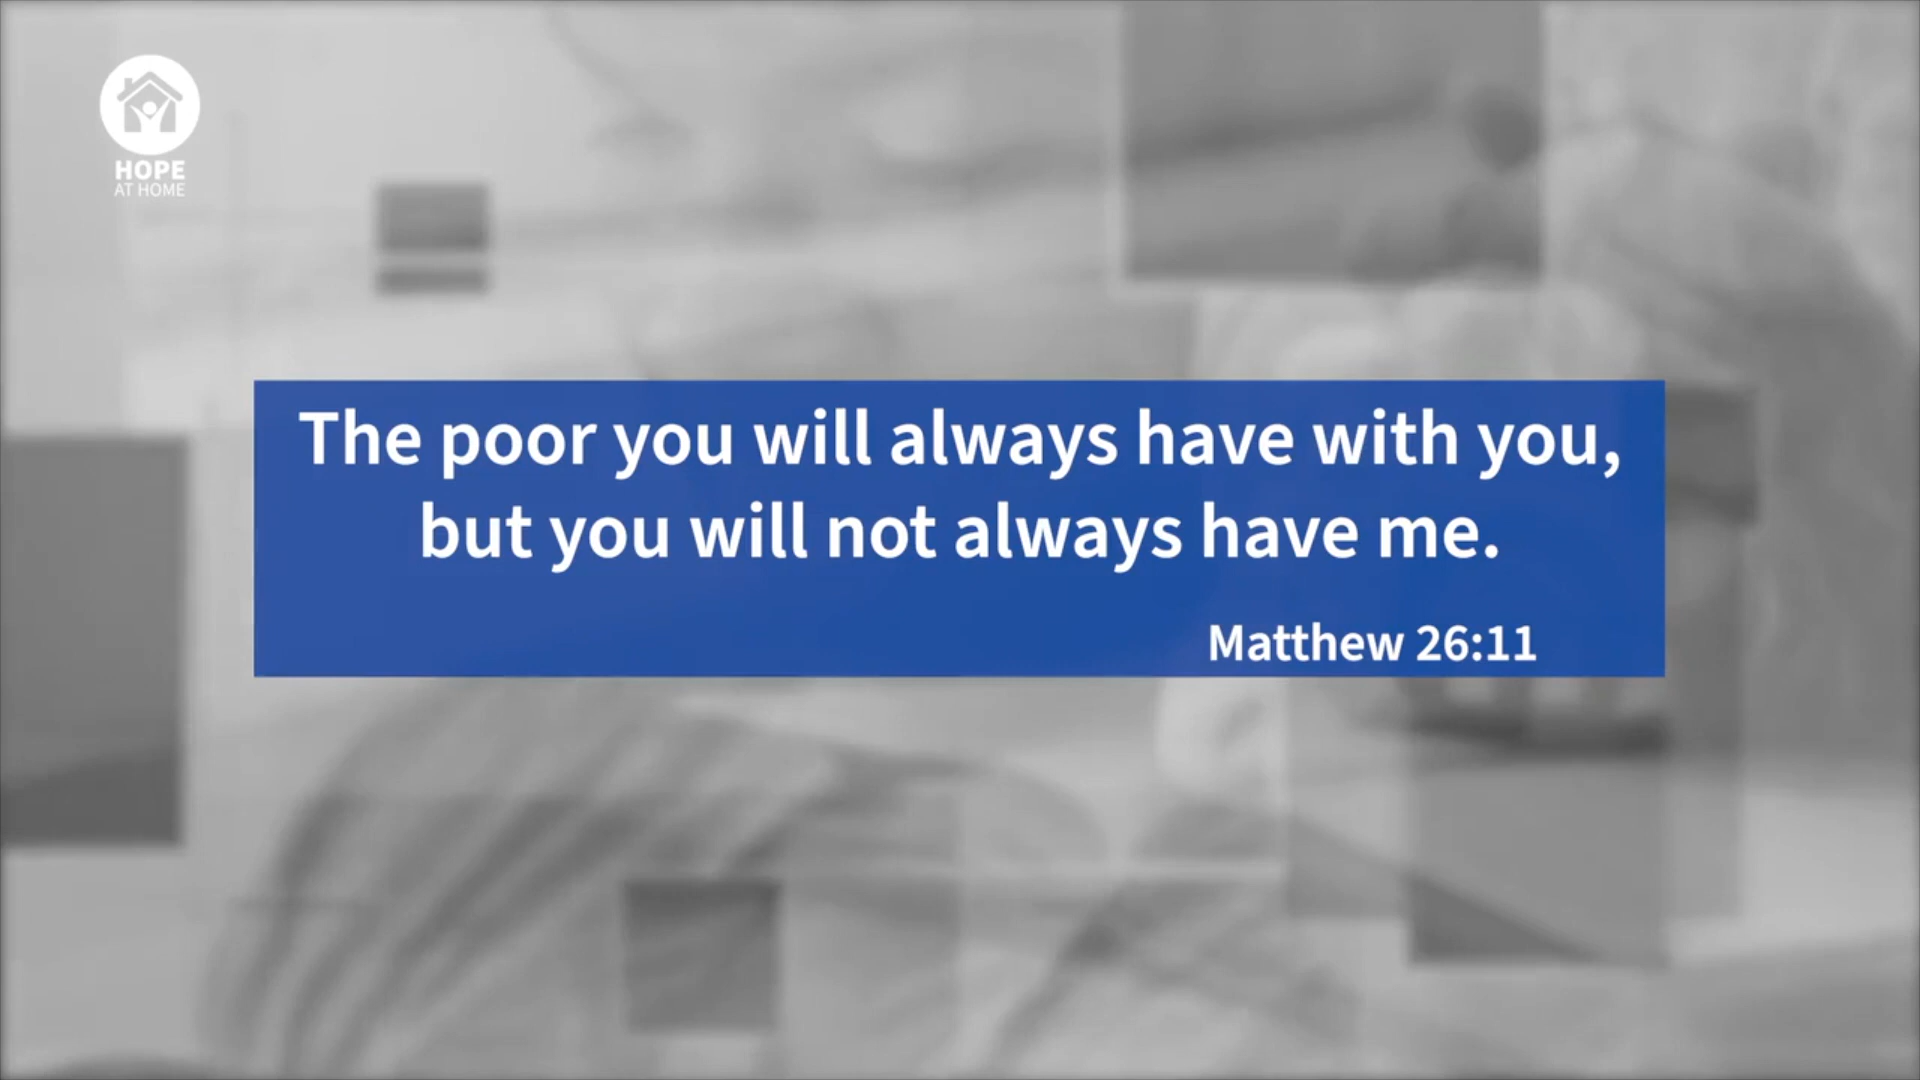 HOPE
AT HOME
The poor you will always have with you,
but you will not always have me.
Matthew 26:11